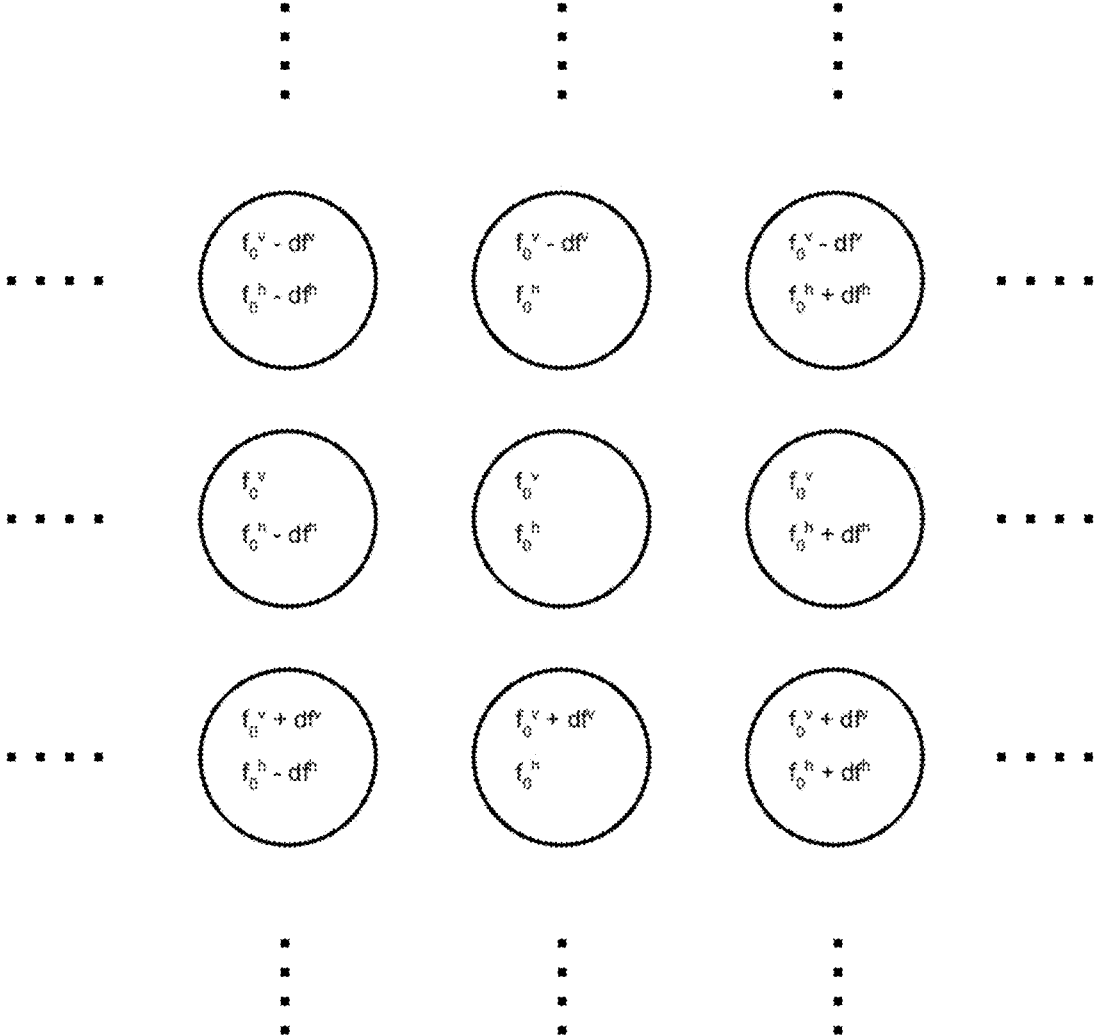 f₀ᵛ - dfᵛ
f₀ʰ - dfʰ
f₀ᵛ - dfᵛ
f₀ʰ
f₀ᵛ - dfᵛ
f₀ʰ + dfʰ
f₀ᵛ
f₀ʰ - dfʰ
f₀ᵛ
f₀ʰ
f₀ᵛ
f₀ʰ + dfʰ
f₀ᵛ + dfᵛ
f₀ʰ - dfʰ
f₀ᵛ + dfᵛ
f₀ʰ
f₀ᵛ + dfᵛ
f₀ʰ + dfʰ